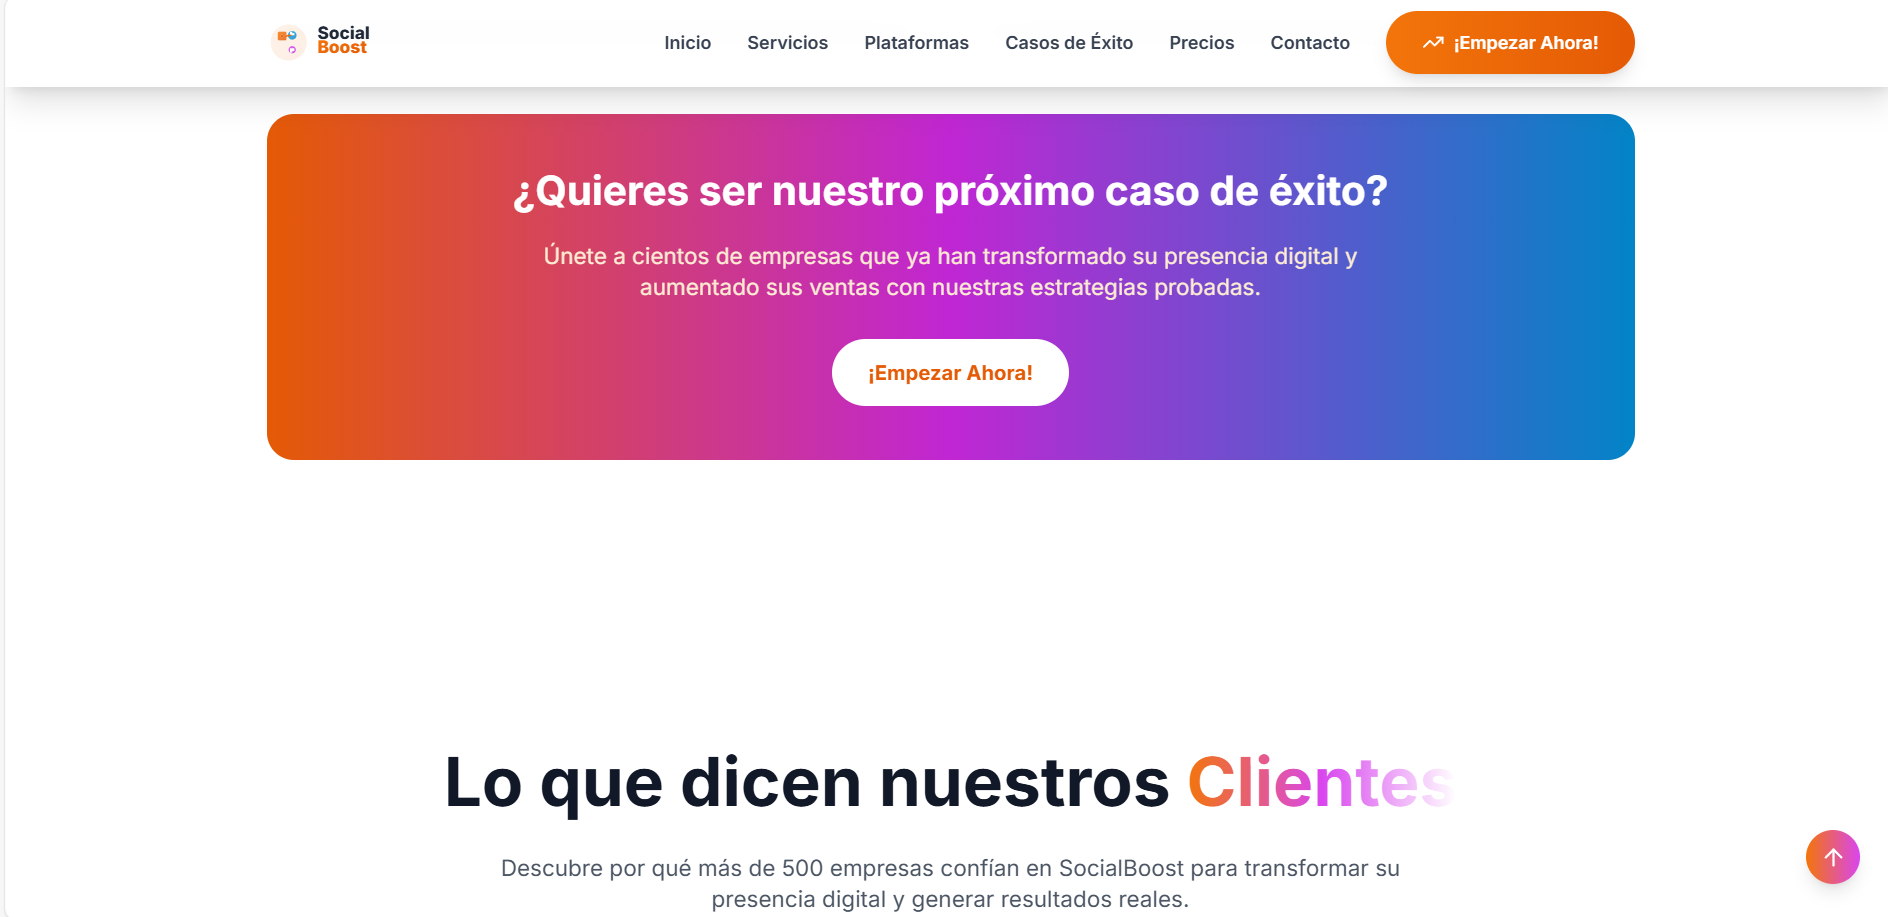 Social
Boost
Inicio
Servicios
Plataformas
Casos de Éxito
Precios
Contacto
¡Empezar Ahora!
¿Quieres ser nuestro próximo caso de éxito?
Únete a cientos de empresas que ya han transformado su presencia digital y
aumentado sus ventas con nuestras estrategias probadas.
¡Empezar Ahora!
Lo que dicen nuestros Clientes
Descubre por qué más de 500 empresas confían en SocialBoost para transformar su
presencia digital y generar resultados reales.